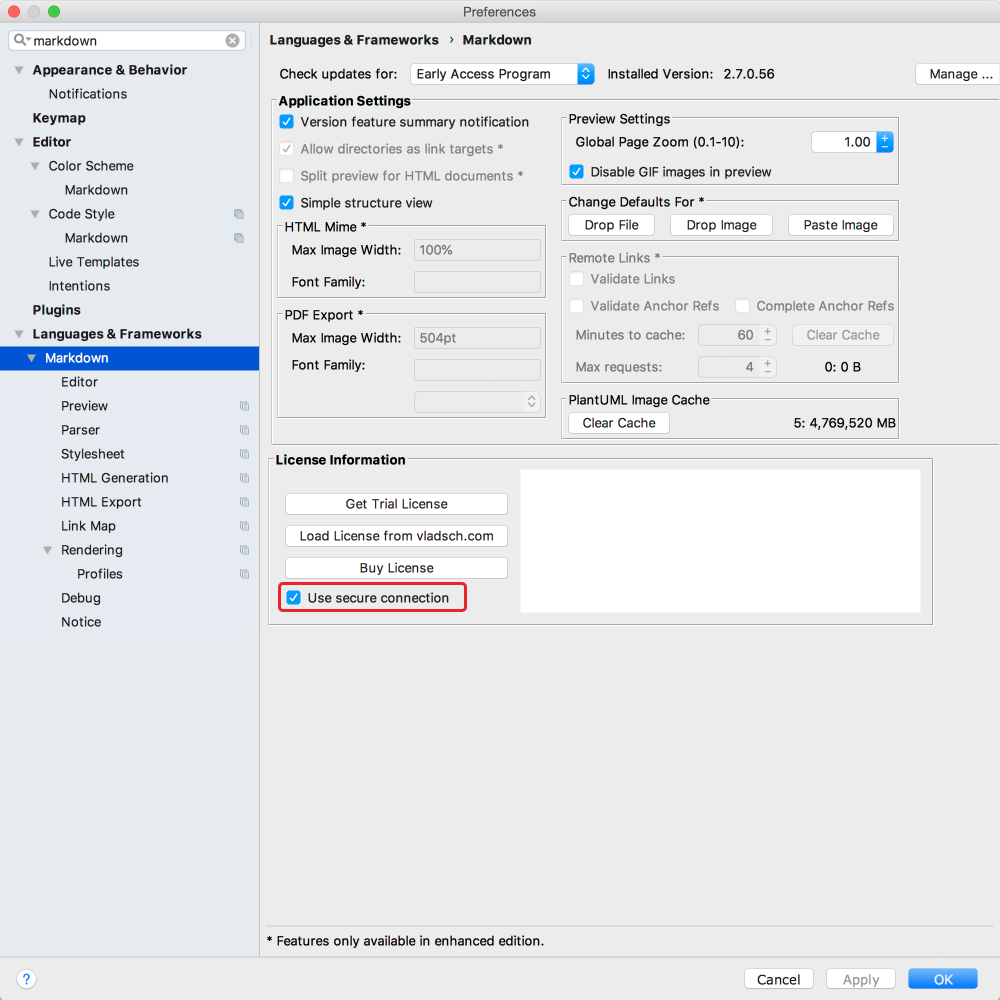 Preferences
markdown
Appearance & Behavior
Notifications
Keymap
Editor
Color Scheme
Markdown
Code Style
Markdown
Live Templates
Intentions
Plugins
Languages & Frameworks
Markdown
Editor
Preview
Parser
Stylesheet
HTML Generation
HTML Export
Link Map
Rendering
Profiles
Debug
Notice
Languages & Frameworks › Markdown
Check updates for: Early Access Program Installed Version: 2.7.0.56 Manage ...
Application Settings
Version feature summary notification
Allow directories as link targets *
Split preview for HTML documents *
Simple structure view
HTML Mime *
Max Image Width: 100%
Font Family:
PDF Export *
Max Image Width: 504pt
Font Family:
Preview Settings
Global Page Zoom (0.1-10): 1.00
Disable GIF images in preview
Change Defaults For *
Drop File Drop Image Paste Image
Remote Links *
Validate Links
Validate Anchor Refs Complete Anchor Refs
Minutes to cache: 60 Clear Cache
Max requests: 4 0: 0 B
PlantUML Image Cache
Clear Cache 5: 4,769,520 MB
License Information
Get Trial License
Load License from vladsch.com
Buy License
Use secure connection
* Features only available in enhanced edition.
? Cancel Apply OK